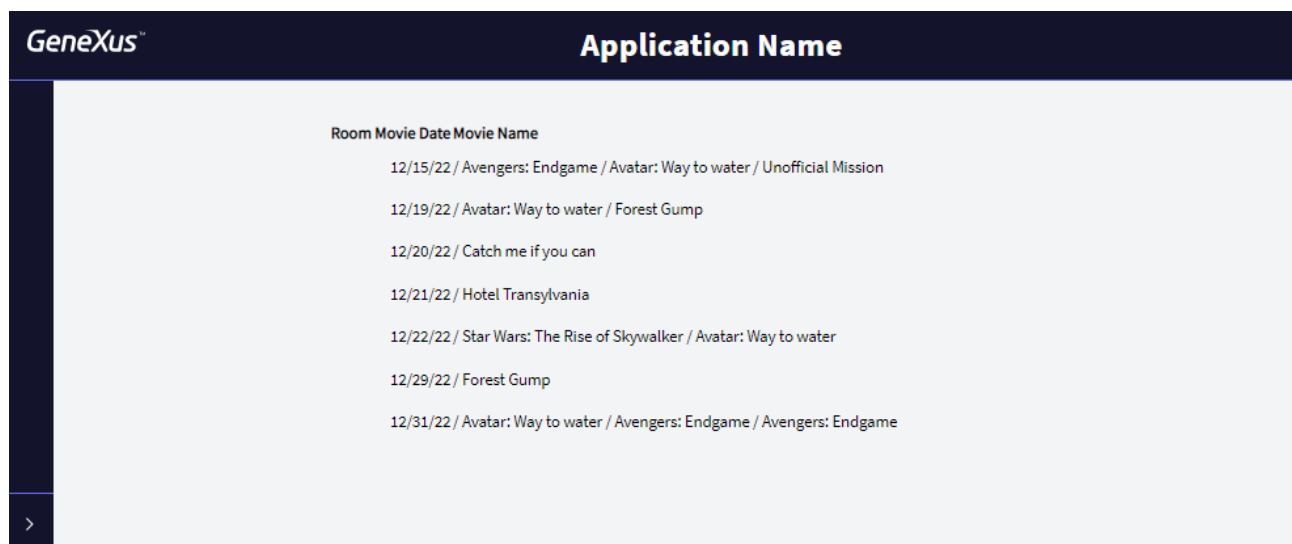 GeneXus™
Application Name
Room Movie Date Movie Name
12/15/22 / Avengers: Endgame / Avatar: Way to water / Unofficial Mission
12/19/22 / Avatar: Way to water / Forest Gump
12/20/22 / Catch me if you can
12/21/22 / Hotel Transylvania
12/22/22 / Star Wars: The Rise of Skywalker / Avatar: Way to water
12/29/22 / Forest Gump
12/31/22 / Avatar: Way to water / Avengers: Endgame / Avengers: Endgame